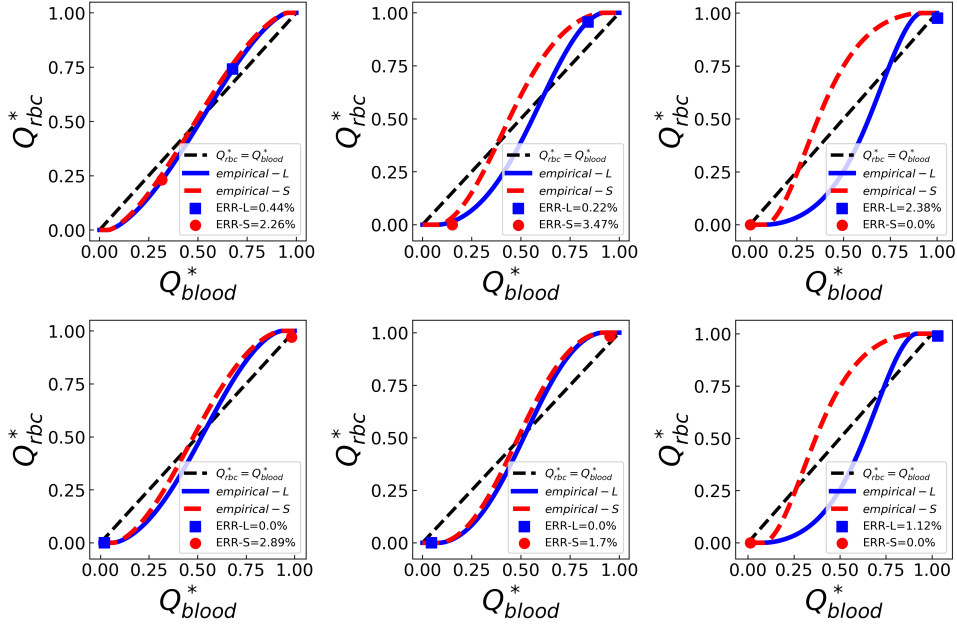 1.00
0.75
0.50
0.25
0.00
Q*rbc
0.00 0.25 0.50 0.75 1.00
Q*blood
Q*rbc = Q*blood
empirical − L
empirical − S
ERR-L=0.44%
ERR-S=2.26%
1.00
0.75
0.50
0.25
0.00
Q*rbc
0.00 0.25 0.50 0.75 1.00
Q*blood
Q*rbc = Q*blood
empirical − L
empirical − S
ERR-L=0.22%
ERR-S=3.47%
1.00
0.75
0.50
0.25
0.00
Q*rbc
0.00 0.25 0.50 0.75 1.00
Q*blood
Q*rbc = Q*blood
empirical − L
empirical − S
ERR-L=2.38%
ERR-S=0.0%
1.00
0.75
0.50
0.25
0.00
Q*rbc
0.00 0.25 0.50 0.75 1.00
Q*blood
Q*rbc = Q*blood
empirical − L
empirical − S
ERR-L=0.0%
ERR-S=2.89%
1.00
0.75
0.50
0.25
0.00
Q*rbc
0.00 0.25 0.50 0.75 1.00
Q*blood
Q*rbc = Q*blood
empirical − L
empirical − S
ERR-L=0.0%
ERR-S=1.7%
1.00
0.75
0.50
0.25
0.00
Q*rbc
0.00 0.25 0.50 0.75 1.00
Q*blood
Q*rbc = Q*blood
empirical − L
empirical − S
ERR-L=1.12%
ERR-S=0.0%